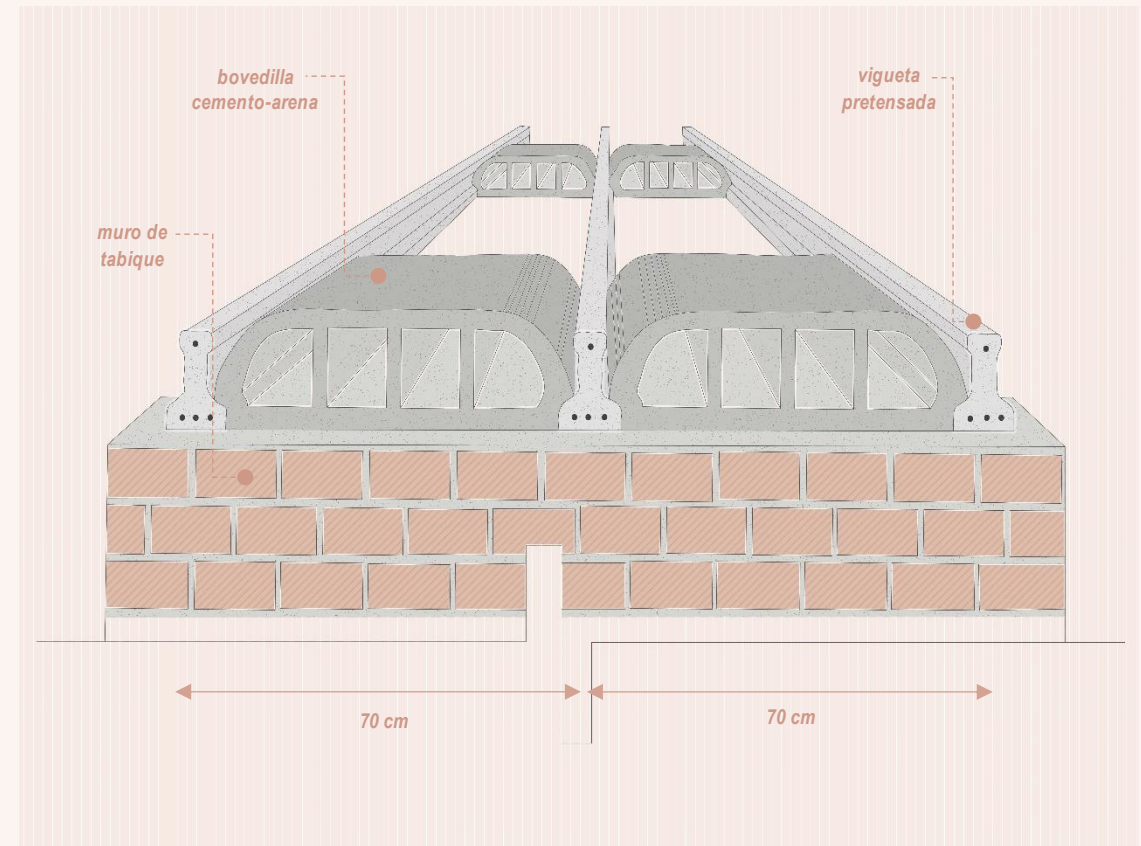 bovedilla
cemento-arena
vigueta
pretensada
muro de
tabique
70 cm
70 cm